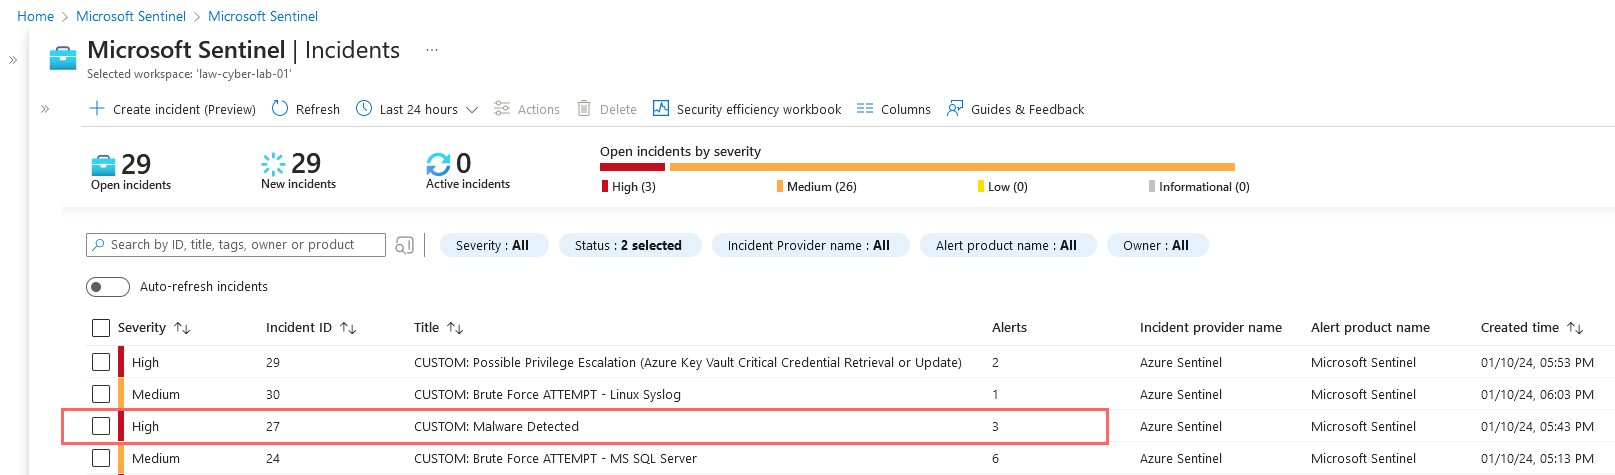 Home > Microsoft Sentinel > Microsoft Sentinel
Microsoft Sentinel | Incidents ...
Selected workspace: 'law-cyber-lab-01'
Create incident (Preview) Refresh Last 24 hours Actions Delete Security efficiency workbook Columns Guides & Feedback
29 29 0 Open incidents by severity
Open incidents New incidents Active incidents High (3) Medium (26) Low (0) Informational (0)
Search by ID, title, tags, owner or product Severity : All Status : 2 selected Incident Provider name : All Alert product name : All Owner : All
Auto-refresh incidents
Severity Incident ID Title Alerts Incident provider name Alert product name Created time
High 29 CUSTOM: Possible Privilege Escalation (Azure Key Vault Critical Credential Retrieval or Update) 2 Azure Sentinel Microsoft Sentinel 01/10/24, 05:53 PM
Medium 30 CUSTOM: Brute Force ATTEMPT - Linux Syslog 1 Azure Sentinel Microsoft Sentinel 01/10/24, 06:03 PM
High 27 CUSTOM: Malware Detected 3 Azure Sentinel Microsoft Sentinel 01/10/24, 05:43 PM
Medium 24 CUSTOM: Brute Force ATTEMPT - MS SQL Server 6 Azure Sentinel Microsoft Sentinel 01/10/24, 05:13 PM